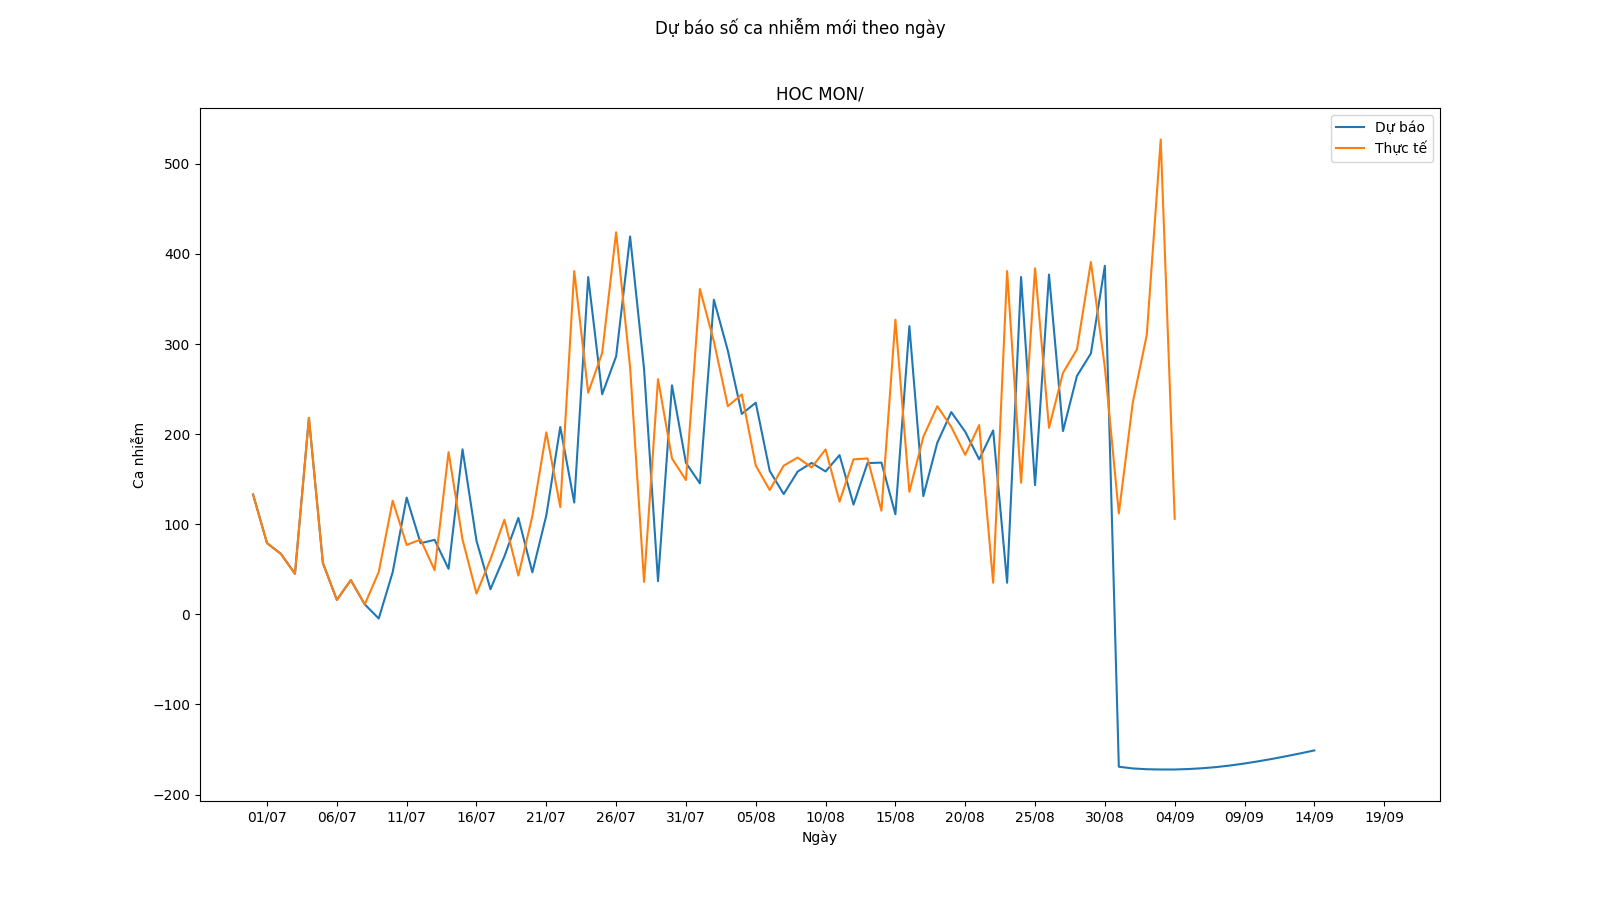 Dự báo số ca nhiễm mới theo ngày
HOC MON/
Dự báo
Thực tế
500
400
300
200
100
0
−100
−200
Ca nhiễm
01/07 06/07 11/07 16/07 21/07 26/07 31/07 05/08 10/08 15/08 20/08 25/08 30/08 04/09 09/09 14/09 19/09
Ngày